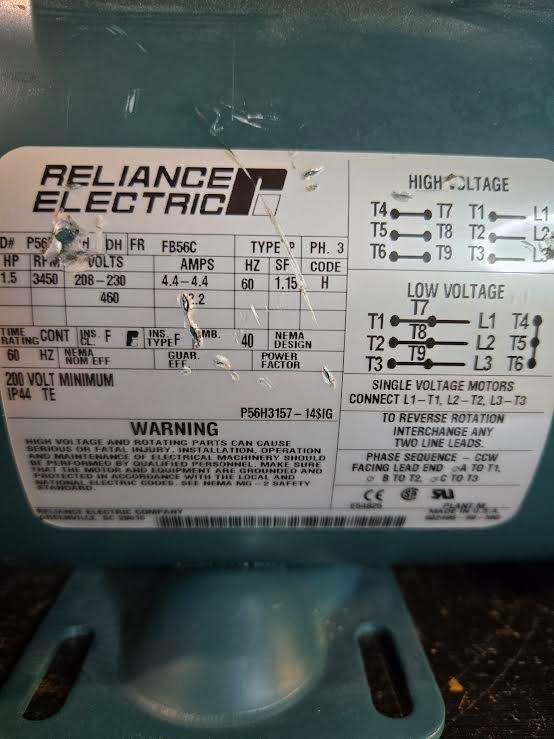 RELIANCE
ELECTRIC
D# P56 H DH FR FB56C TYPE P PH. 3
HP RPM VOLTS AMPS HZ SF CODE
1.5 3450 208-230 4.4-4.4 60 1.15 H
460 2.2
TIME RATING CONT INS. CL. F INS. TYPE F AMB. 40 NEMA DESIGN
60 HZ NEMA NOM EFF GUAR. EFF POWER FACTOR
200 VOLT MINIMUM
IP44 TE
P56H3157-14$IG
WARNING
HIGH VOLTAGE AND ROTATING PARTS CAN CAUSE
SERIOUS OR FATAL INJURY. INSTALLATION, OPERATION
AND MAINTENANCE OF ELECTRICAL MACHINERY SHOULD
BE PERFORMED BY QUALIFIED PERSONNEL. MAKE SURE
THAT THE MOTOR AND EQUIPMENT ARE GROUNDED AND
PROTECTED IN ACCORDANCE WITH THE LOCAL AND
NATIONAL ELECTRIC CODES. SEE NEMA MG-2 SAFETY
STANDARD.
RELIANCE ELECTRIC COMPANY
GREENVILLE, SC
HIGH VOLTAGE
T4 T7 T1 L1
T5 T8 T2 L2
T6 T9 T3 L3
LOW VOLTAGE
T7
T1 L1 T4
T8
T2 L2 T5
T9
T3 L3 T6
SINGLE VOLTAGE MOTORS
CONNECT L1-T1, L2-T2, L3-T3
TO REVERSE ROTATION
INTERCHANGE ANY
TWO LINE LEADS.
PHASE SEQUENCE - CCW
FACING LEAD END ⌀A TO T1,
⌀ B TO T2, ⌀C TO T3
CE SA UR
MADE IN U.S.A.